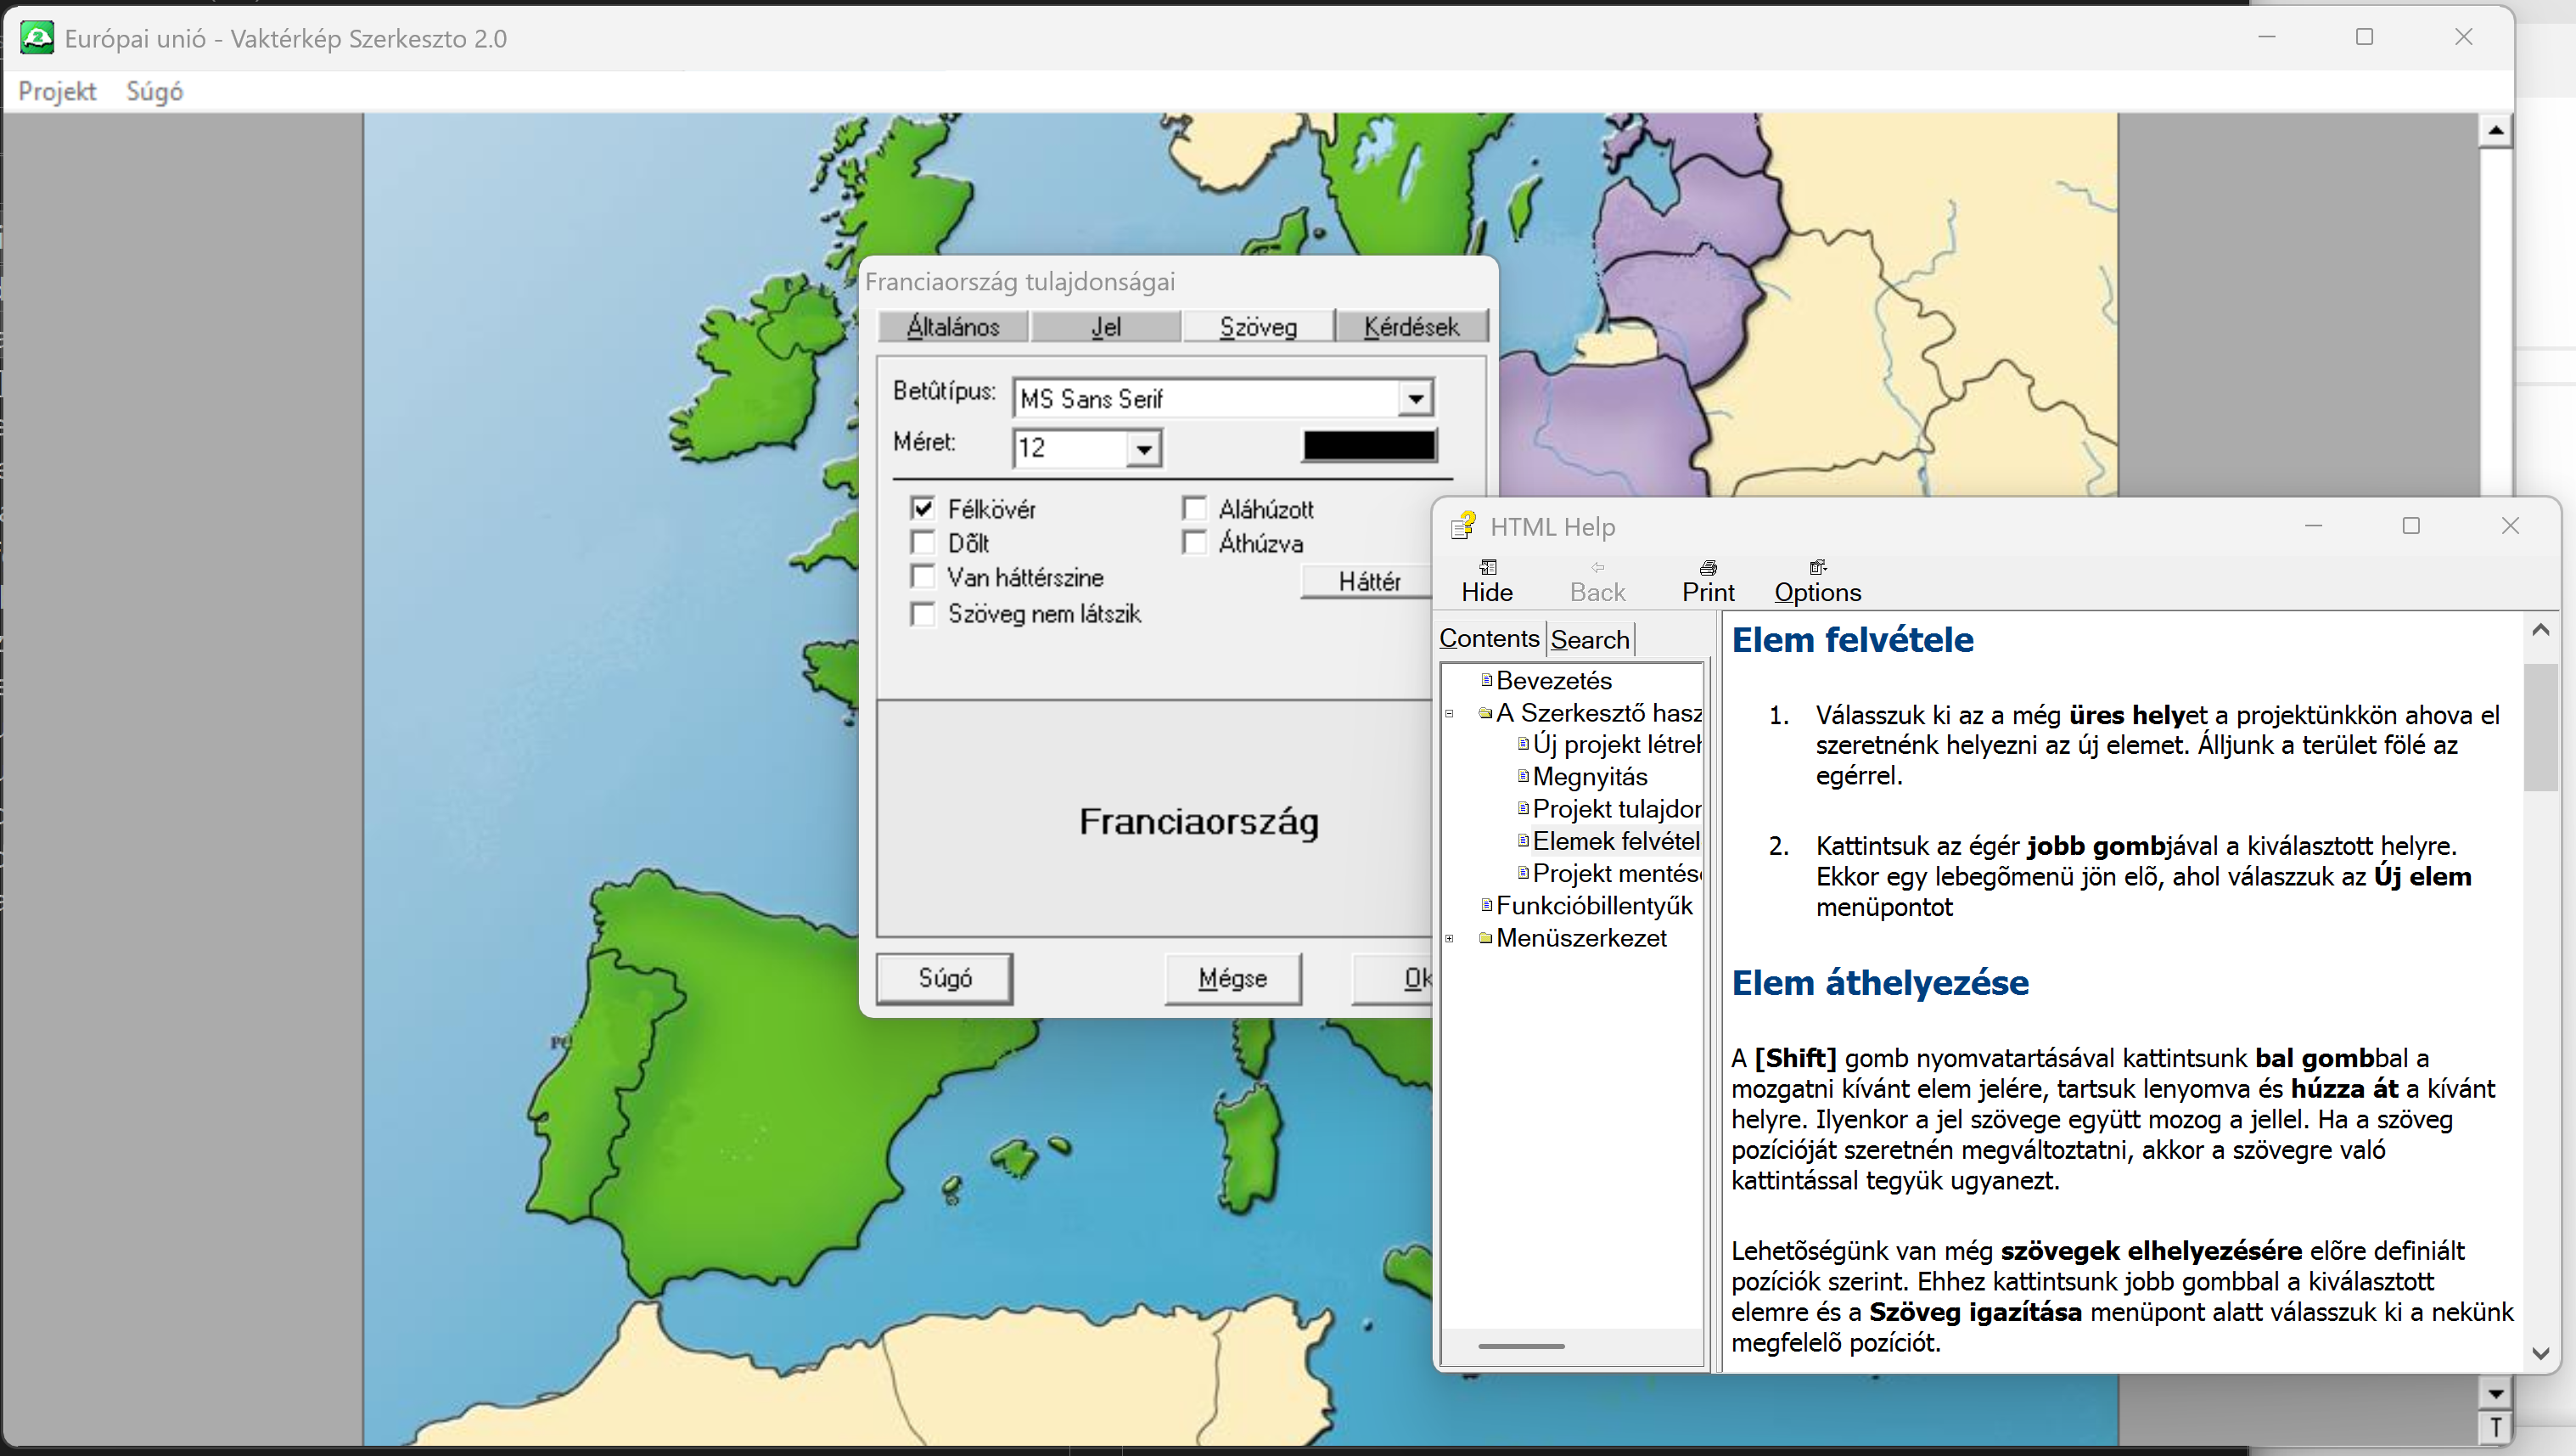 Európai unió - Vaktérkép Szerkeszto 2.0
Projekt Súgó
Franciaország tulajdonságai
Általános Jel Szöveg Kérdések
Betûtípus: MS Sans Serif
Méret: 12
Félkövér Aláhúzott
Dõlt Áthúzva
Van háttérszine Háttér
Szöveg nem látszik
Franciaország
Súgó Mégse Ok
HTML Help
Hide Back Print Options
Contents Search
Bevezetés
A Szerkesztő hasz
Új projekt létreh
Megnyitás
Projekt tulajdor
Elemek felvétel
Projekt mentése
Funkcióbillentyűk
Menüszerkezet
Elem felvétele
1. Válasszuk ki az a még üres helyet a projektünkkön ahova el
szeretnénk helyezni az új elemet. Álljunk a terület fölé az
egérrel.
2. Kattintsuk az égér jobb gombjával a kiválasztott helyre.
Ekkor egy lebegõmenü jön elõ, ahol válaszzuk az Új elem
menüpontot
Elem áthelyezése
A [Shift] gomb nyomvatartásával kattintsunk bal gombbal a
mozgatni kívánt elem jelére, tartsuk lenyomva és húzza át a kívánt
helyre. Ilyenkor a jel szövege együtt mozog a jellel. Ha a szöveg
pozícióját szeretnén megváltoztatni, akkor a szövegre való
kattintással tegyük ugyanezt.
Lehetõségünk van még szövegek elhelyezésére elõre definiált
pozíciók szerint. Ehhez kattintsunk jobb gombbal a kiválasztott
elemre és a Szöveg igazítása menüpont alatt válasszuk ki a nekünk
megfelelõ pozíciót.
T